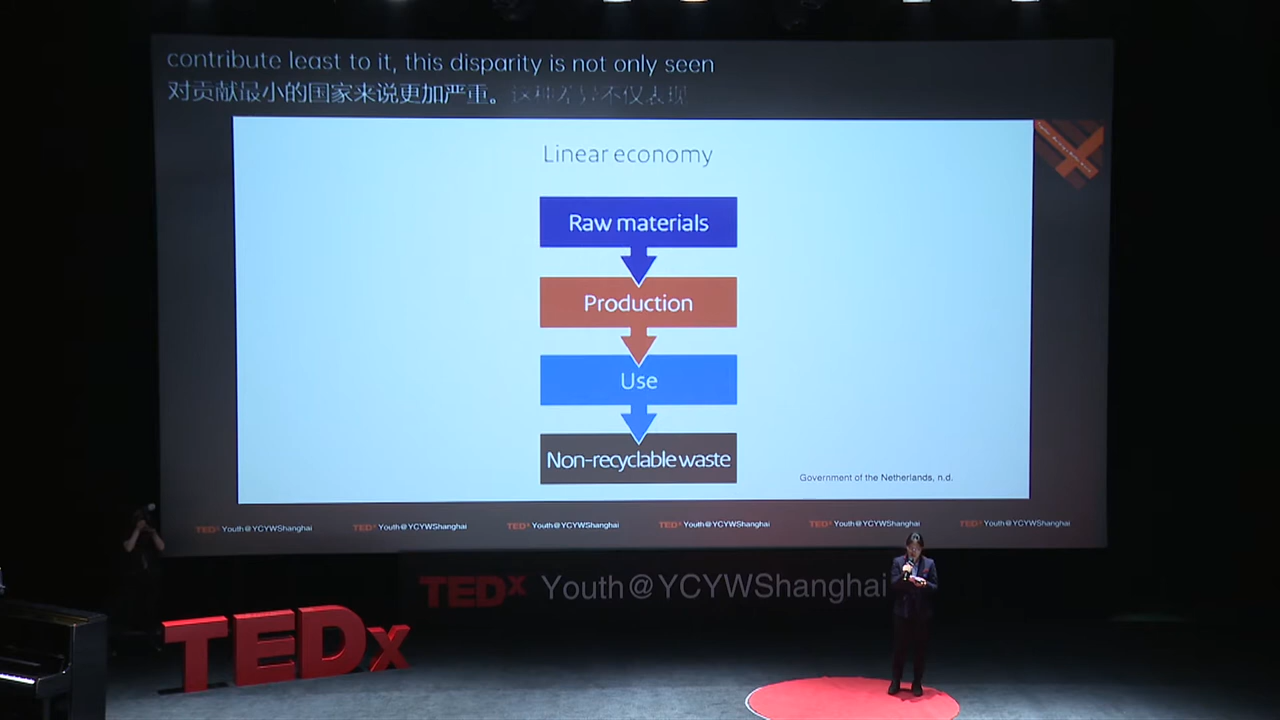 contribute least to it, this disparity is not only seen
对贡献最小的国家来说更加严重。这种差异不仅表现
Linear economy
Raw materials
Production
Use
Non-recyclable waste
Government of the Netherlands, n.d.
TEDx Youth@YCYWShanghai
TEDx Youth@YCYWShanghai
TEDx Youth@YCYWShanghai
TEDx Youth@YCYWShanghai
TEDx Youth@YCYWShanghai
TEDx Youth@YCYWShanghai
TEDx Youth@YCYWShanghai
TEDx